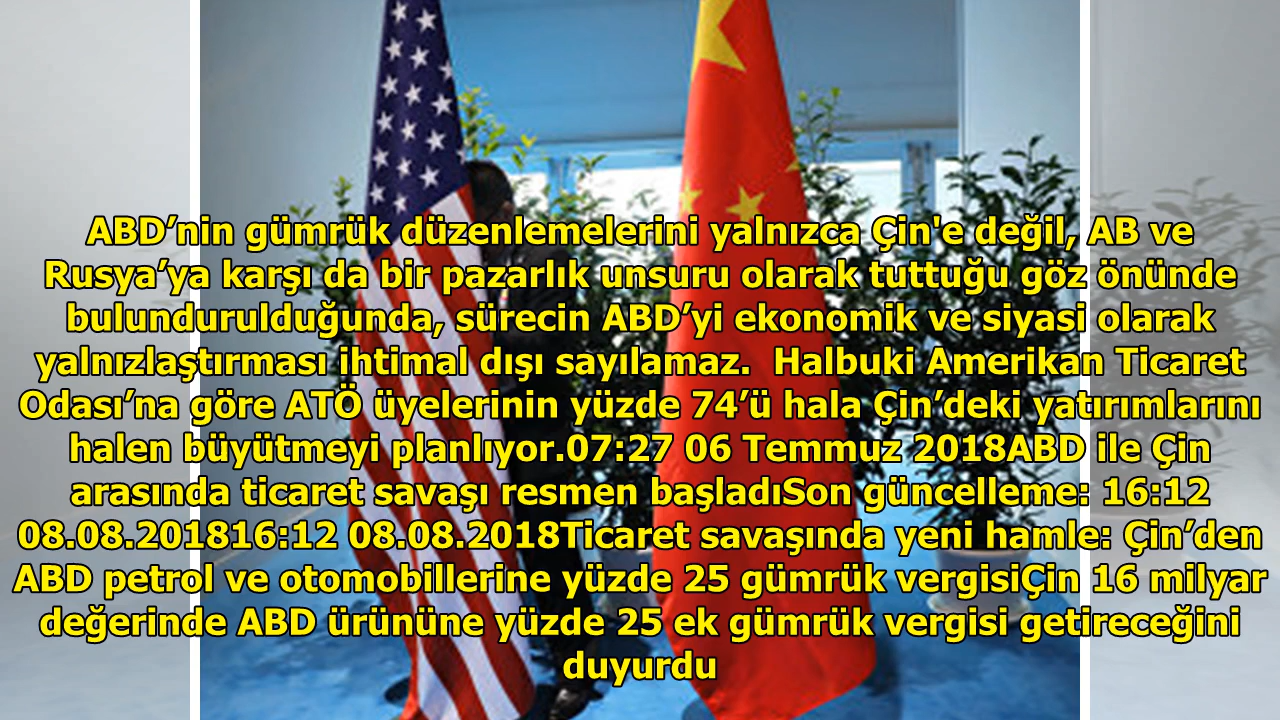 ABD’nin gümrük düzenlemelerini yalnızca Çin'e değil, AB ve
Rusya’ya karşı da bir pazarlık unsuru olarak tuttuğu göz önünde
bulundurulduğunda, sürecin ABD’yi ekonomik ve siyasi olarak
yalnızlaştırması ihtimal dışı sayılamaz.  Halbuki Amerikan Ticaret
Odası’na göre ATÖ üyelerinin yüzde 74’ü hala Çin’deki yatırımlarını
halen büyütmeyi planlıyor.07:27 06 Temmuz 2018ABD ile Çin
arasında ticaret savaşı resmen başladıSon güncelleme: 16:12
08.08.201816:12 08.08.2018Ticaret savaşında yeni hamle: Çin’den
ABD petrol ve otomobillerine yüzde 25 gümrük vergisiÇin 16 milyar
değerinde ABD ürününe yüzde 25 ek gümrük vergisi getireceğini
duyurdu